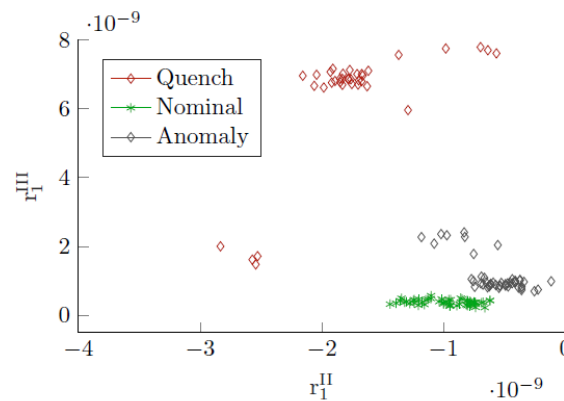 ·10⁻⁹
8
6
4
2
0
r₁ᴵᴵᴵ
Quench
Nominal
Anomaly
−4
−3
−2
−1
0
r₁ᴵᴵ
·10⁻⁹